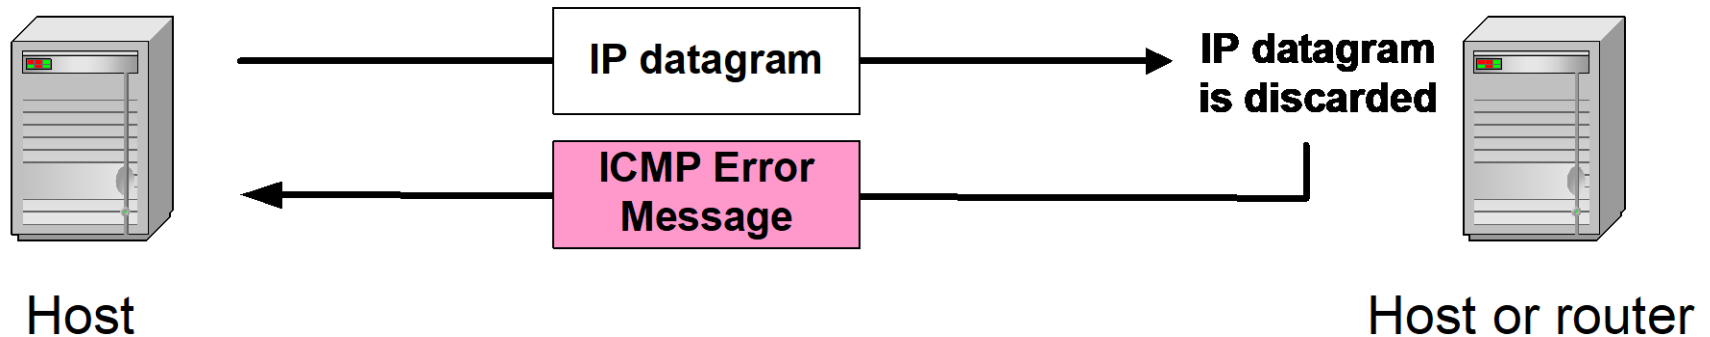 IP datagram
IP datagram
is discarded
ICMP Error
Message
Host
Host or router